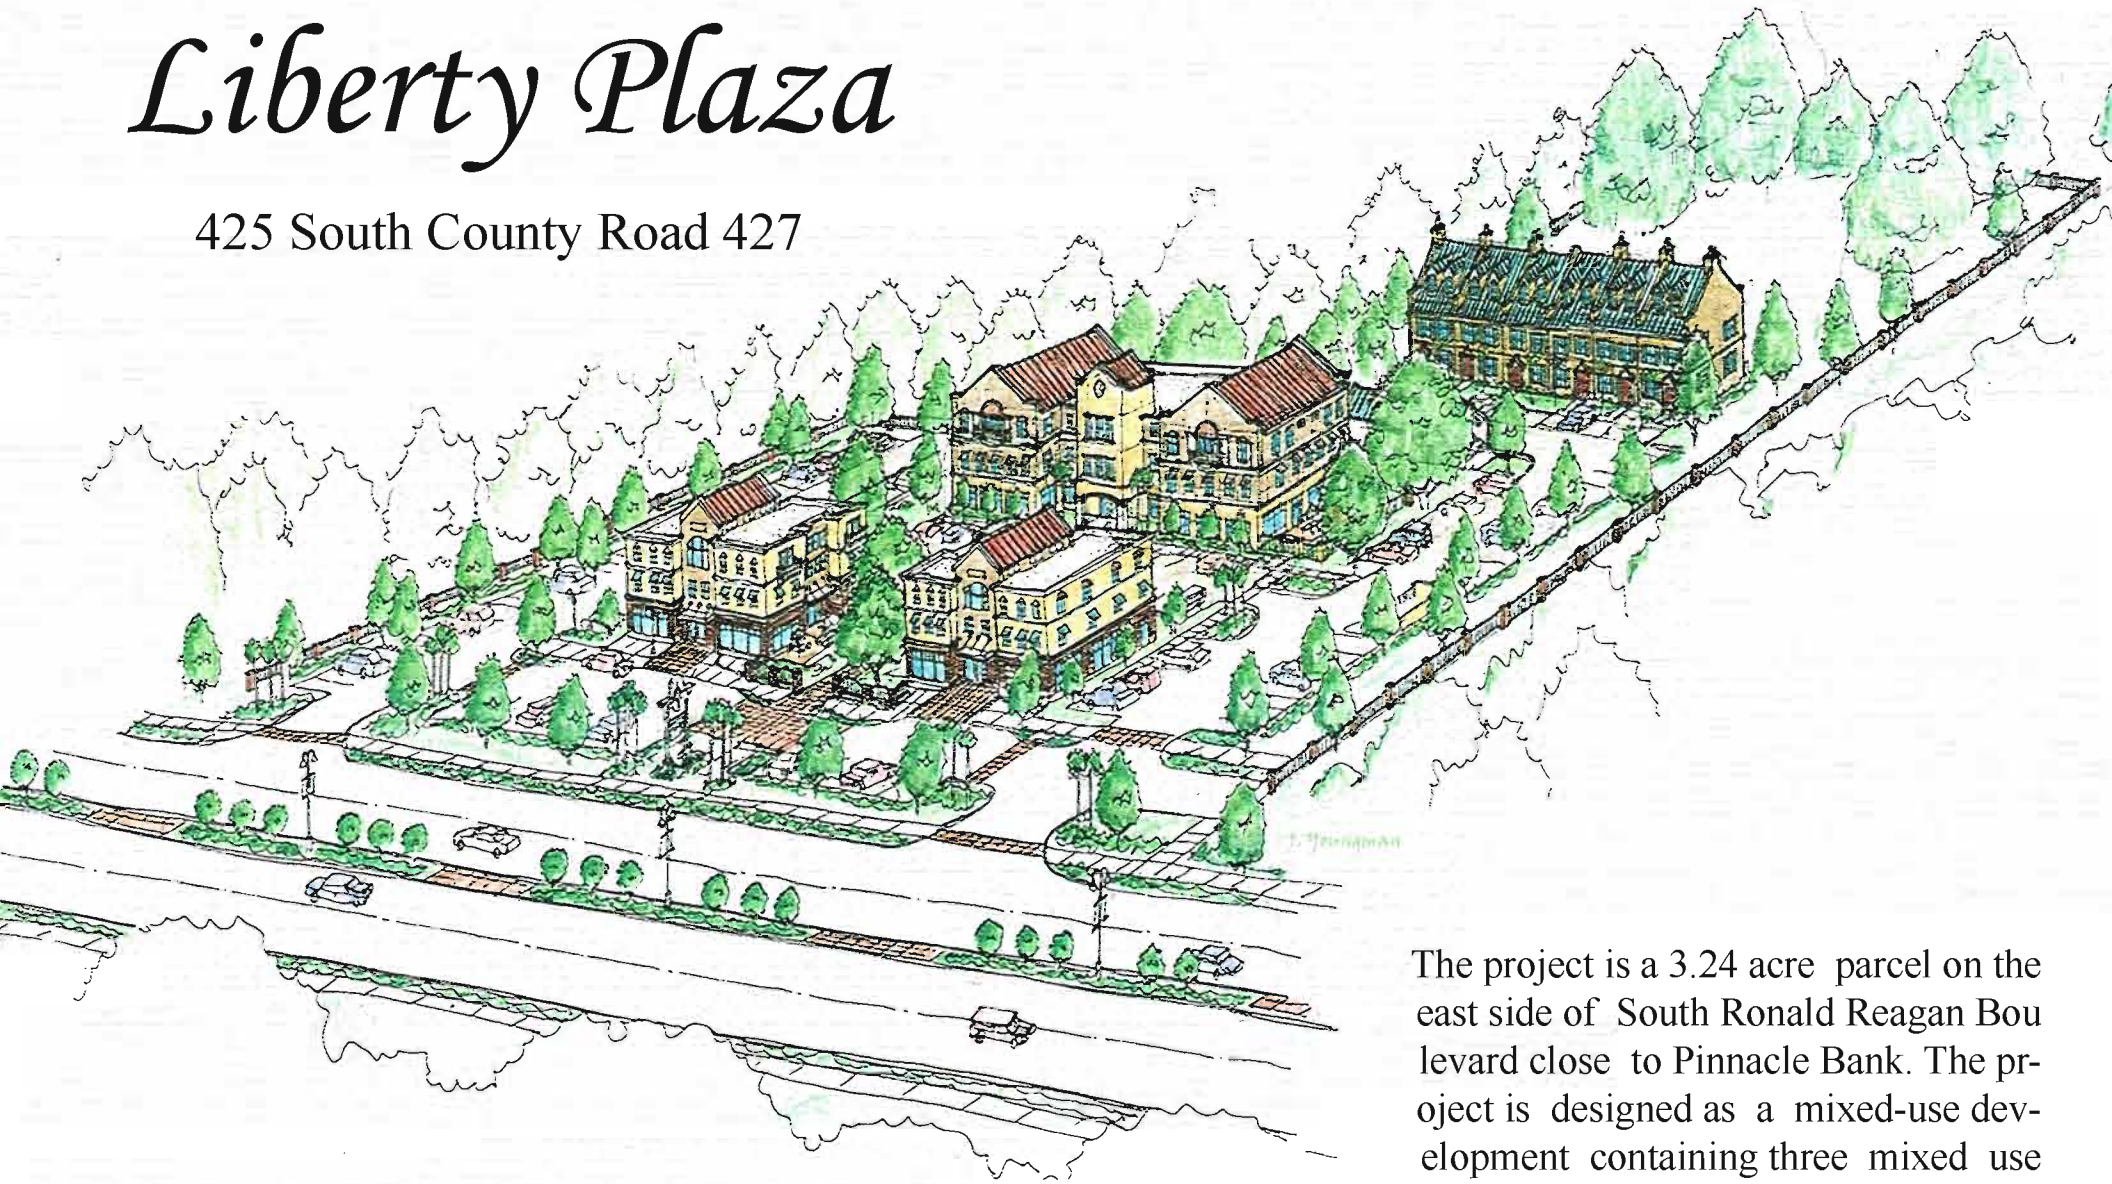 Liberty Plaza
425 South County Road 427
The project is a 3.24 acre parcel on the
east side of South Ronald Reagan Bou
levard close to Pinnacle Bank. The pr-
oject is designed as a mixed-use dev-
elopment containing three mixed use